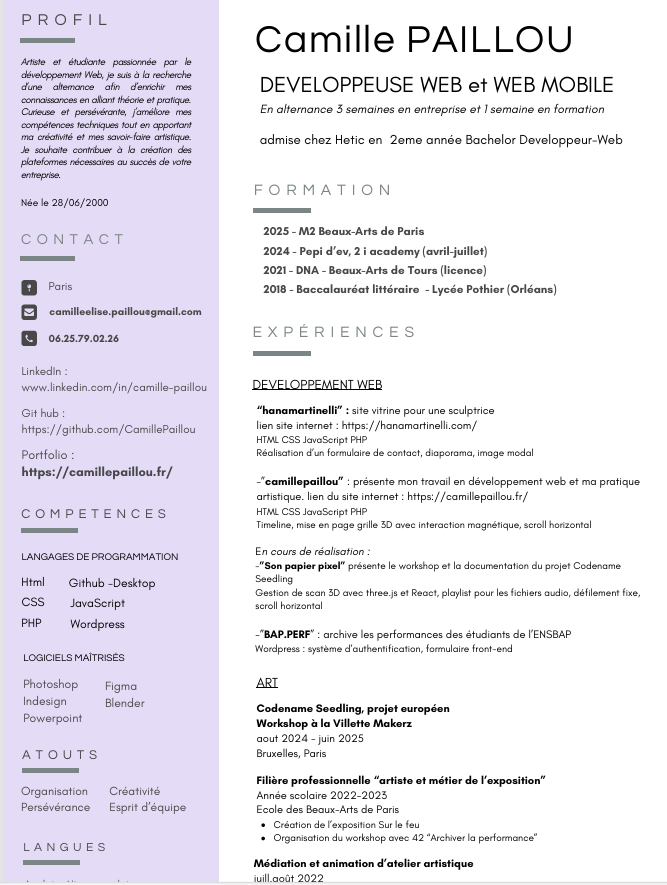 PROFIL
Artiste et étudiante passionnée par le
développement Web, je suis à la recherche
d'une alternance afin d'enrichir mes
connaissances en alliant théorie et pratique.
Curieuse et persévérante, j'améliore mes
compétences techniques tout en apportant
ma créativité et mes savoir-faire artistique.
Je souhaite contribuer à la création des
plateformes nécessaires au succès de votre
entreprise.
Née le 28/06/2000
CONTACT
Paris
camilleelise.paillou@gmail.com
06.25.79.02.26
LinkedIn :
www.linkedin.com/in/camille-paillou
Git hub :
https://github.com/CamillePaillou
Portfolio :
https://camillepaillou.fr/
COMPETENCES
LANGAGES DE PROGRAMMATION
Html Github -Desktop
CSS JavaScript
PHP Wordpress
LOGICIELS MAÎTRISÉS
Photoshop Figma
Indesign Blender
Powerpoint
ATOUTS
Organisation Créativité
Persévérance Esprit d'équipe
LANGUES
Camille PAILLOU
DEVELOPPEUSE WEB et WEB MOBILE
En alternance 3 semaines en entreprise et 1 semaine en formation
admise chez Hetic en 2eme année Bachelor Developpeur-Web
FORMATION
2025 - M2 Beaux-Arts de Paris
2024 - Pepi d'ev, 2 i academy (avril-juillet)
2021 - DNA - Beaux-Arts de Tours (licence)
2018 - Baccalauréat littéraire - Lycée Pothier (Orléans)
EXPÉRIENCES
DEVELOPPEMENT WEB
"hanamartinelli" : site vitrine pour une sculptrice
lien site internet : https://hanamartinelli.com/
HTML CSS JavaScript PHP
Réalisation d'un formulaire de contact, diaporama, image modal
-"camillepaillou" : présente mon travail en développement web et ma pratique
artistique. lien du site internet : https://camillepaillou.fr/
HTML CSS JavaScript PHP
Timeline, mise en page grille 3D avec interaction magnétique, scroll horizontal
En cours de réalisation :
-"Son papier pixel" présente le workshop et la documentation du projet Codename
Seedling
Gestion de scan 3D avec three.js et React, playlist pour les fichiers audio, défilement fixe,
scroll horizontal
-"BAP.PERF" : archive les performances des étudiants de l'ENSBAP
Wordpress : système d'authentification, formulaire front-end
ART
Codename Seedling, projet européen
Workshop à la Villette Makerz
aout 2024 - juin 2025
Bruxelles, Paris
Filière professionnelle "artiste et métier de l'exposition"
Année scolaire 2022-2023
Ecole des Beaux-Arts de Paris
• Création de l'exposition Sur le feu
• Organisation du workshop avec 42 "Archiver la performance"
Médiation et animation d'atelier artistique
juill.août 2022